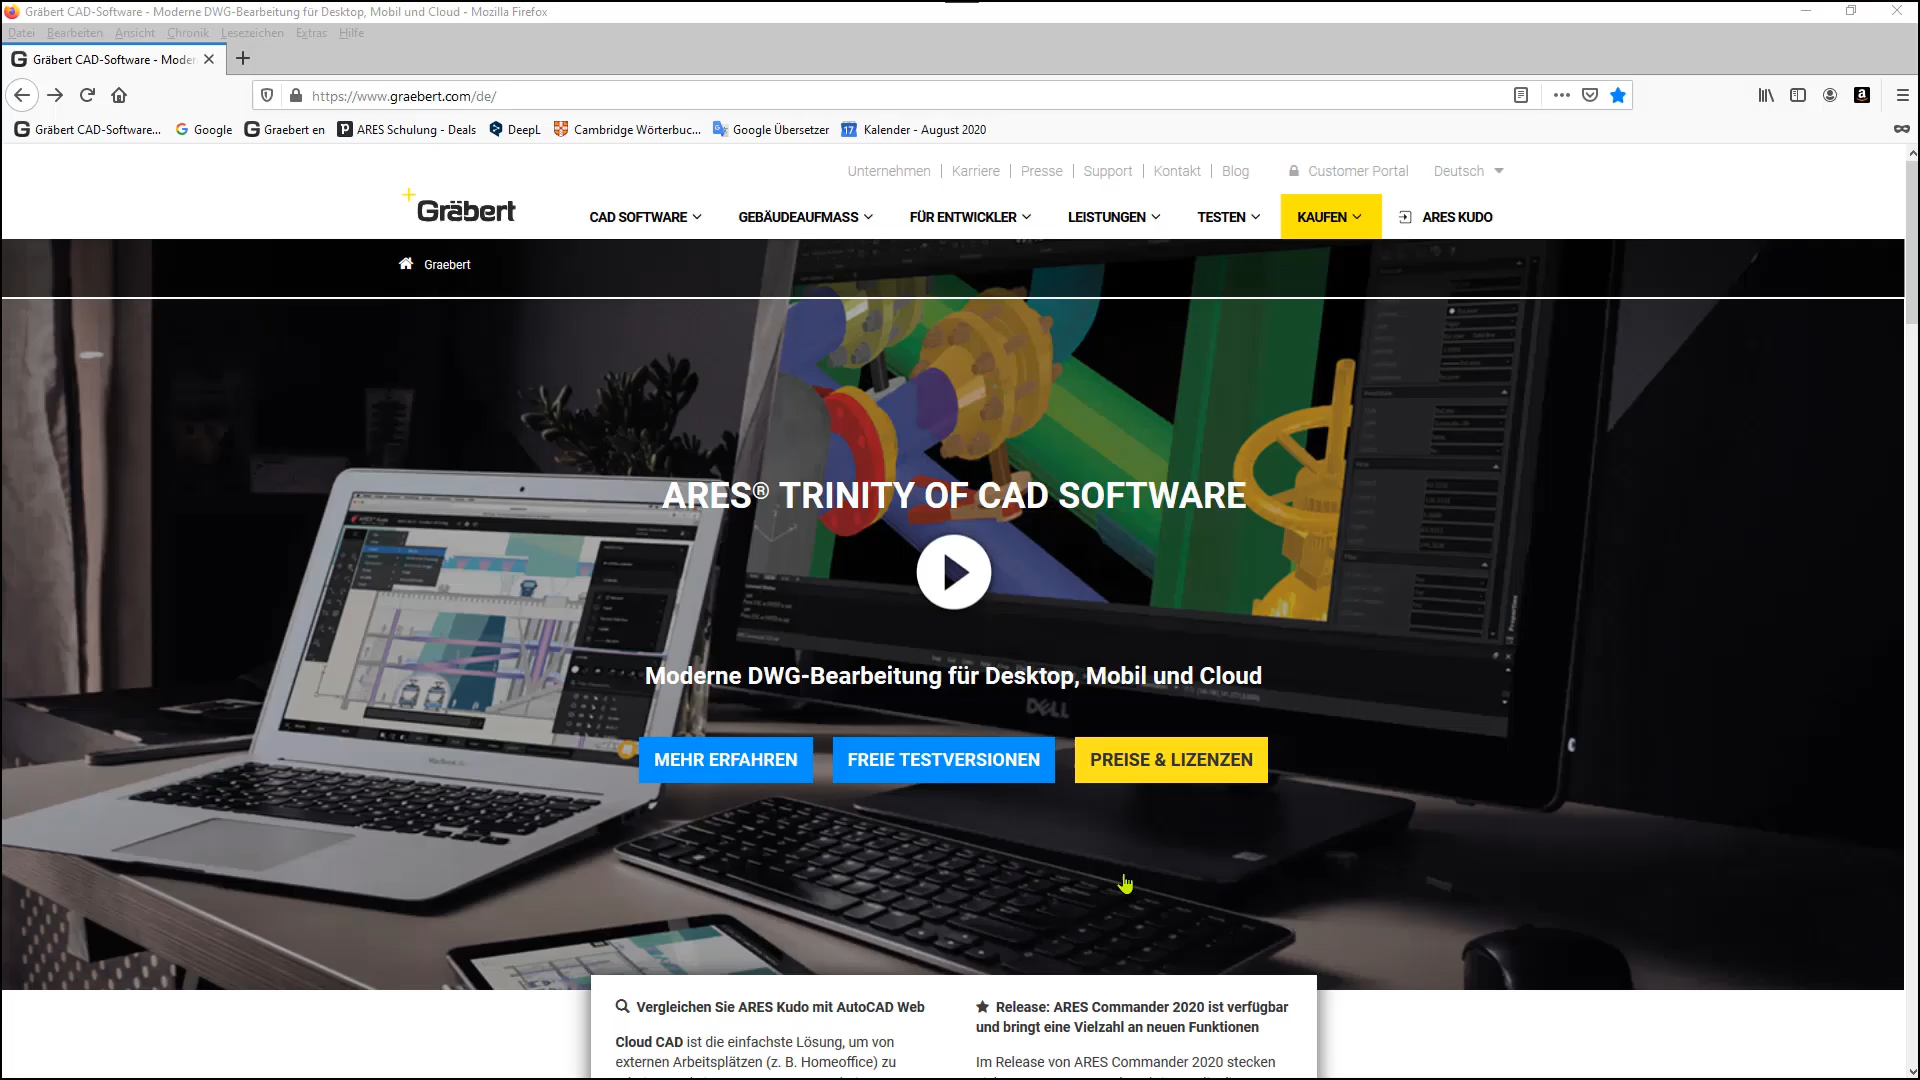 Gräbert CAD-Software - Moderne DWG-Bearbeitung für Desktop, Mobil und Cloud - Mozilla Firefox
Datei Bearbeiten Ansicht Chronik Lesezeichen Extras Hilfe
Gräbert CAD-Software - Moder
https://www.graebert.com/de/
Gräbert CAD-Software... Google Graebert en ARES Schulung - Deals DeepL Cambridge Wörterbuc... Google Übersetzer 17 Kalender - August 2020
Unternehmen Karriere Presse Support Kontakt Blog Customer Portal Deutsch
Gräbert
CAD SOFTWARE GEBÄUDEAUFMASS FÜR ENTWICKLER LEISTUNGEN TESTEN KAUFEN ARES KUDO
Graebert
ARES® TRINITY OF CAD SOFTWARE
Moderne DWG-Bearbeitung für Desktop, Mobil und Cloud
DELL
MEHR ERFAHREN FREIE TESTVERSIONEN PREISE & LIZENZEN
Vergleichen Sie ARES Kudo mit AutoCAD Web
Cloud CAD ist die einfachste Lösung, um von
externen Arbeitsplätzen (z. B. Homeoffice) zu
Release: ARES Commander 2020 ist verfügbar
und bringt eine Vielzahl an neuen Funktionen
Im Release von ARES Commander 2020 stecken